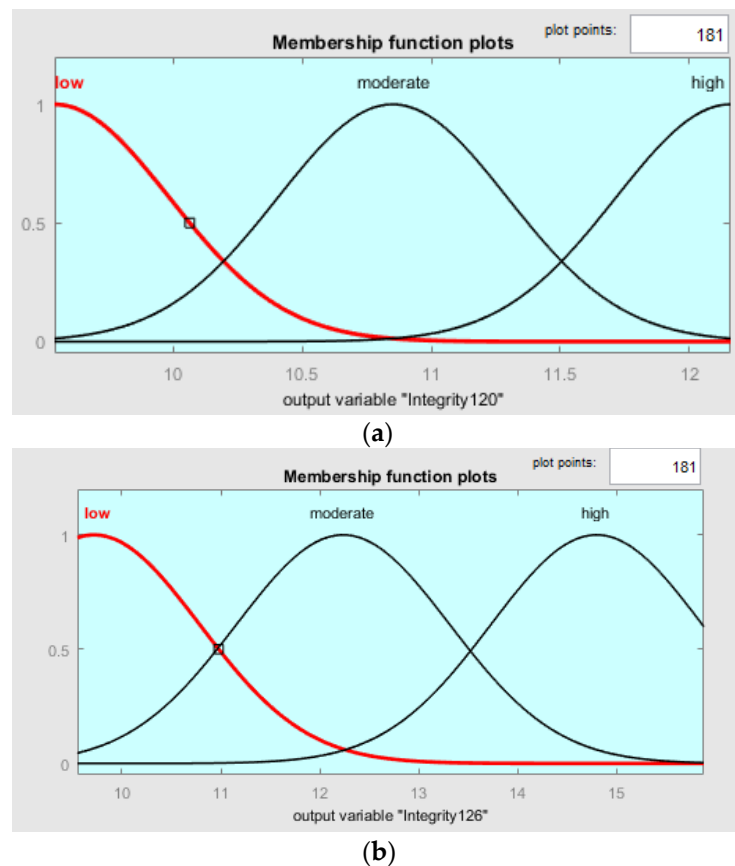 Membership function plots plot points: 181
low moderate high
1
0.5
0
10 10.5 11 11.5 12
output variable "Integrity120"
(a)
Membership function plots plot points: 181
low moderate high
1
0.5
0
10 11 12 13 14 15
output variable "Integrity126"
(b)